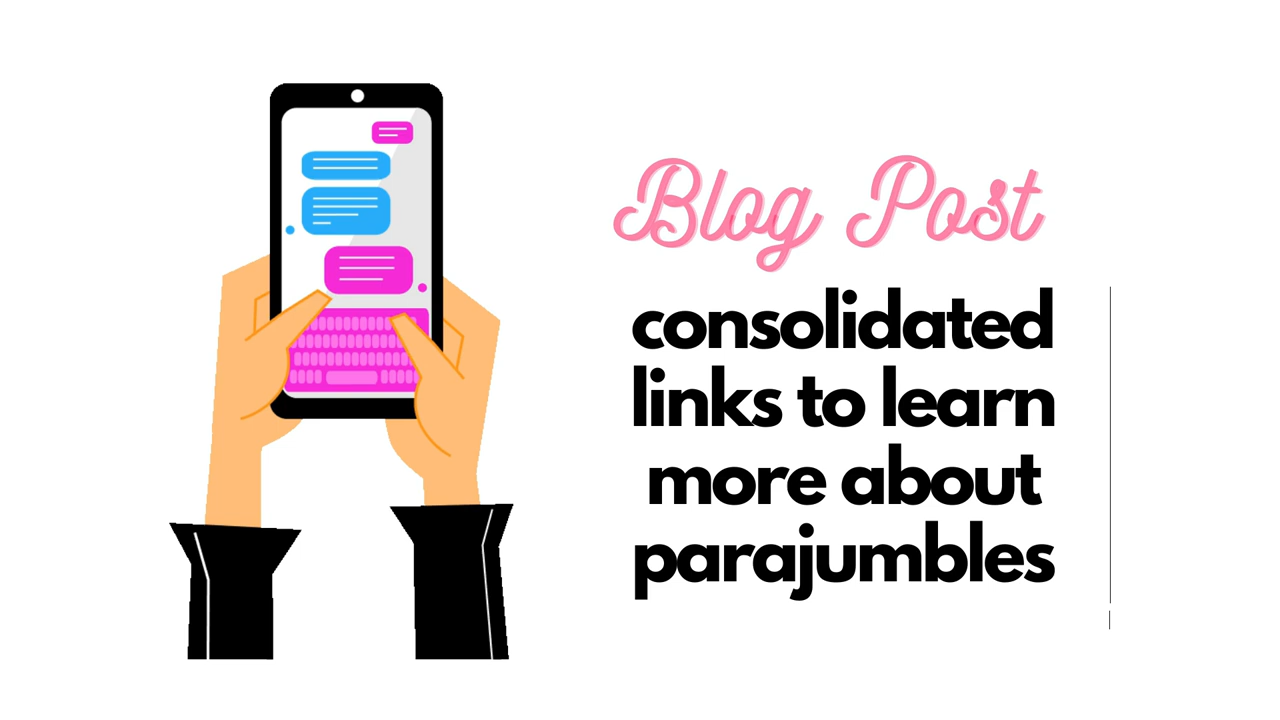 Blog Post
consolidated
links to learn
more about
parajumbles